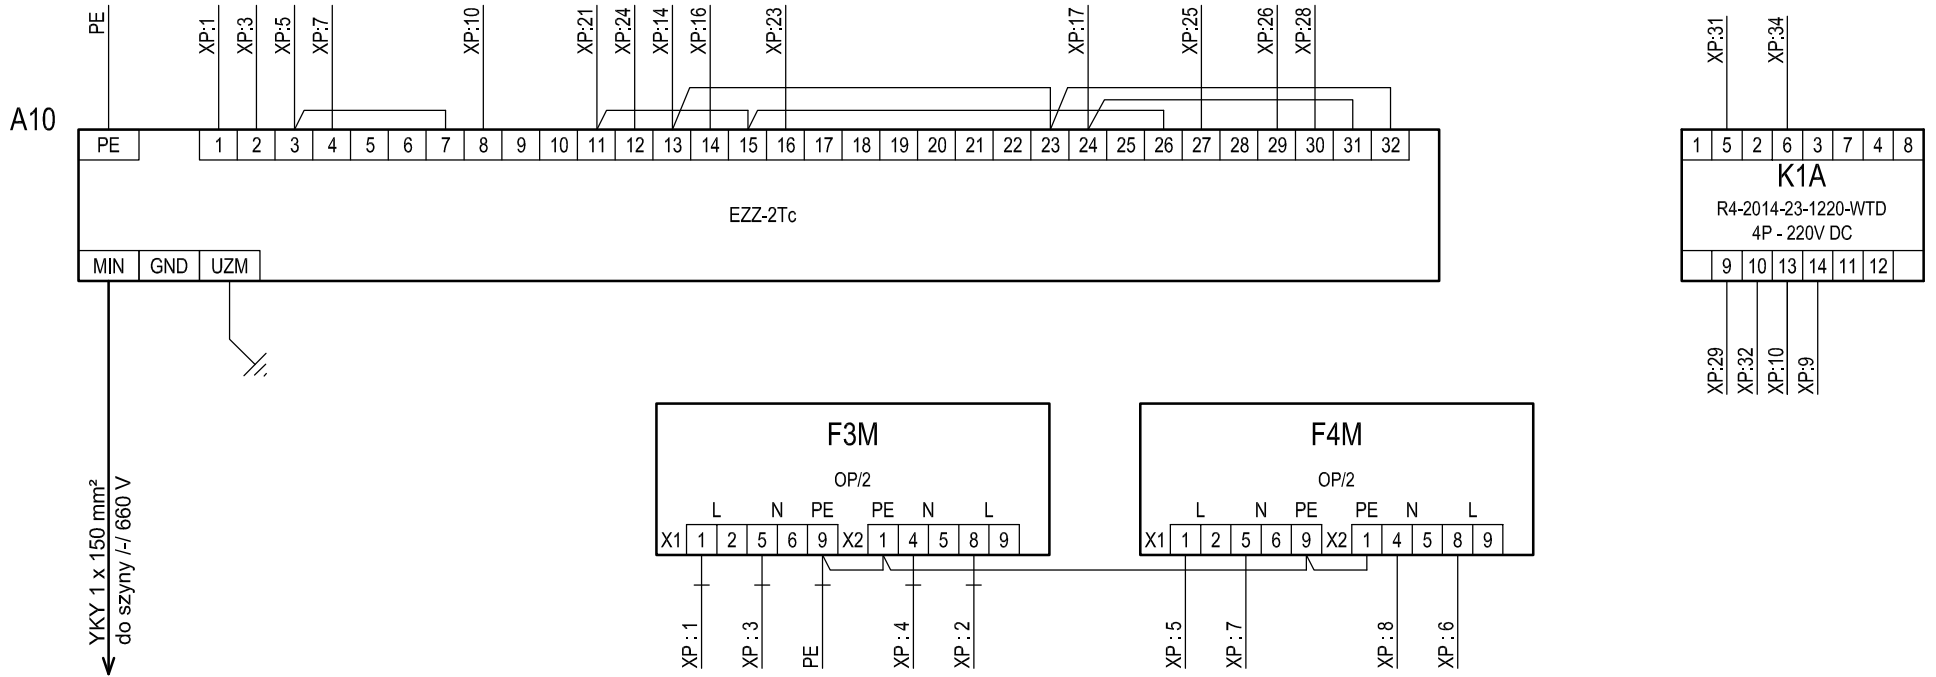 PE XP:1 XP:3 XP:5 XP:7 XP:10 XP:21 XP:24 XP:14 XP:16 XP:23 XP:17 XP:25 XP:26 XP:28
A10
PE 1 2 3 4 5 6 7 8 9 10 11 12 13 14 15 16 17 18 19 20 21 22 23 24 25 26 27 28 29 30 31 32
EZZ-2Tc
MIN GND UZM
YKY 1 x 150 mm²
do szyny /-/ 660 V
XP:31 XP:34
1 5 2 6 3 7 4 8
K1A
R4-2014-23-1220-WTD
4P - 220V DC
9 10 13 14 11 12
XP:29 XP:32 XP:10 XP:9
F3M
OP/2
L N PE PE N L
X1 1 2 5 6 9 X2 1 4 5 8 9
XP : 1 XP : 3 PE XP : 4 XP : 2
F4M
OP/2
L N PE PE N L
X1 1 2 5 6 9 X2 1 4 5 8 9
XP : 5 XP : 7 XP : 8 XP : 6